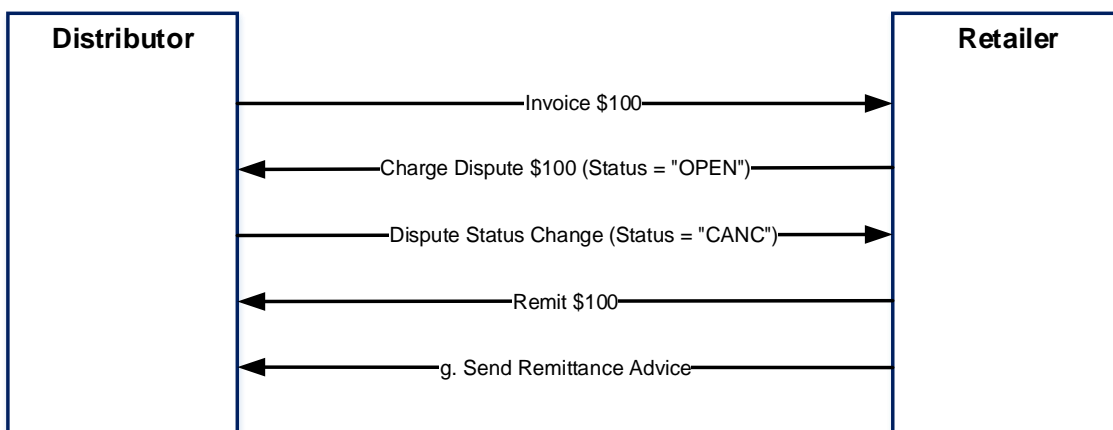 Distributor
Retailer
Invoice $100
Charge Dispute $100 (Status = "OPEN")
Dispute Status Change (Status = "CANC")
Remit $100
g. Send Remittance Advice